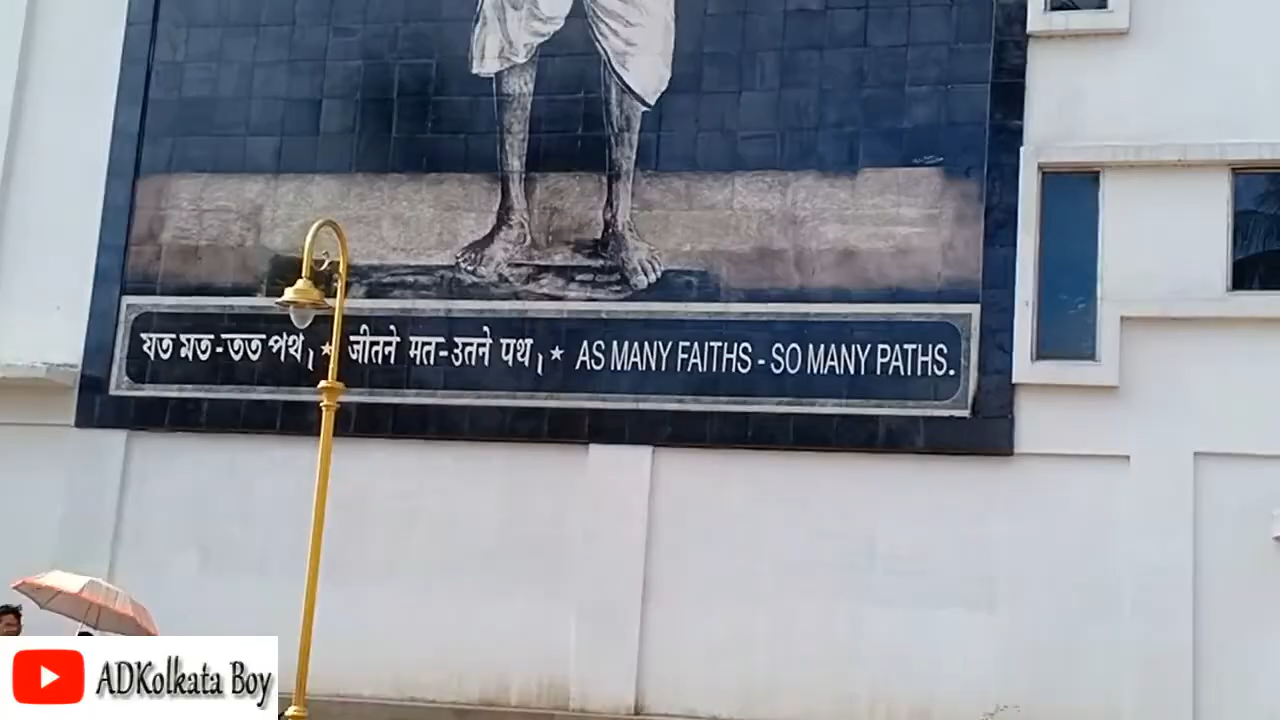 যত মত-তত পথ। ★ जीतने मत-उतने पथ। ★ AS MANY FAITHS - SO MANY PATHS.
ADKolkata Boy